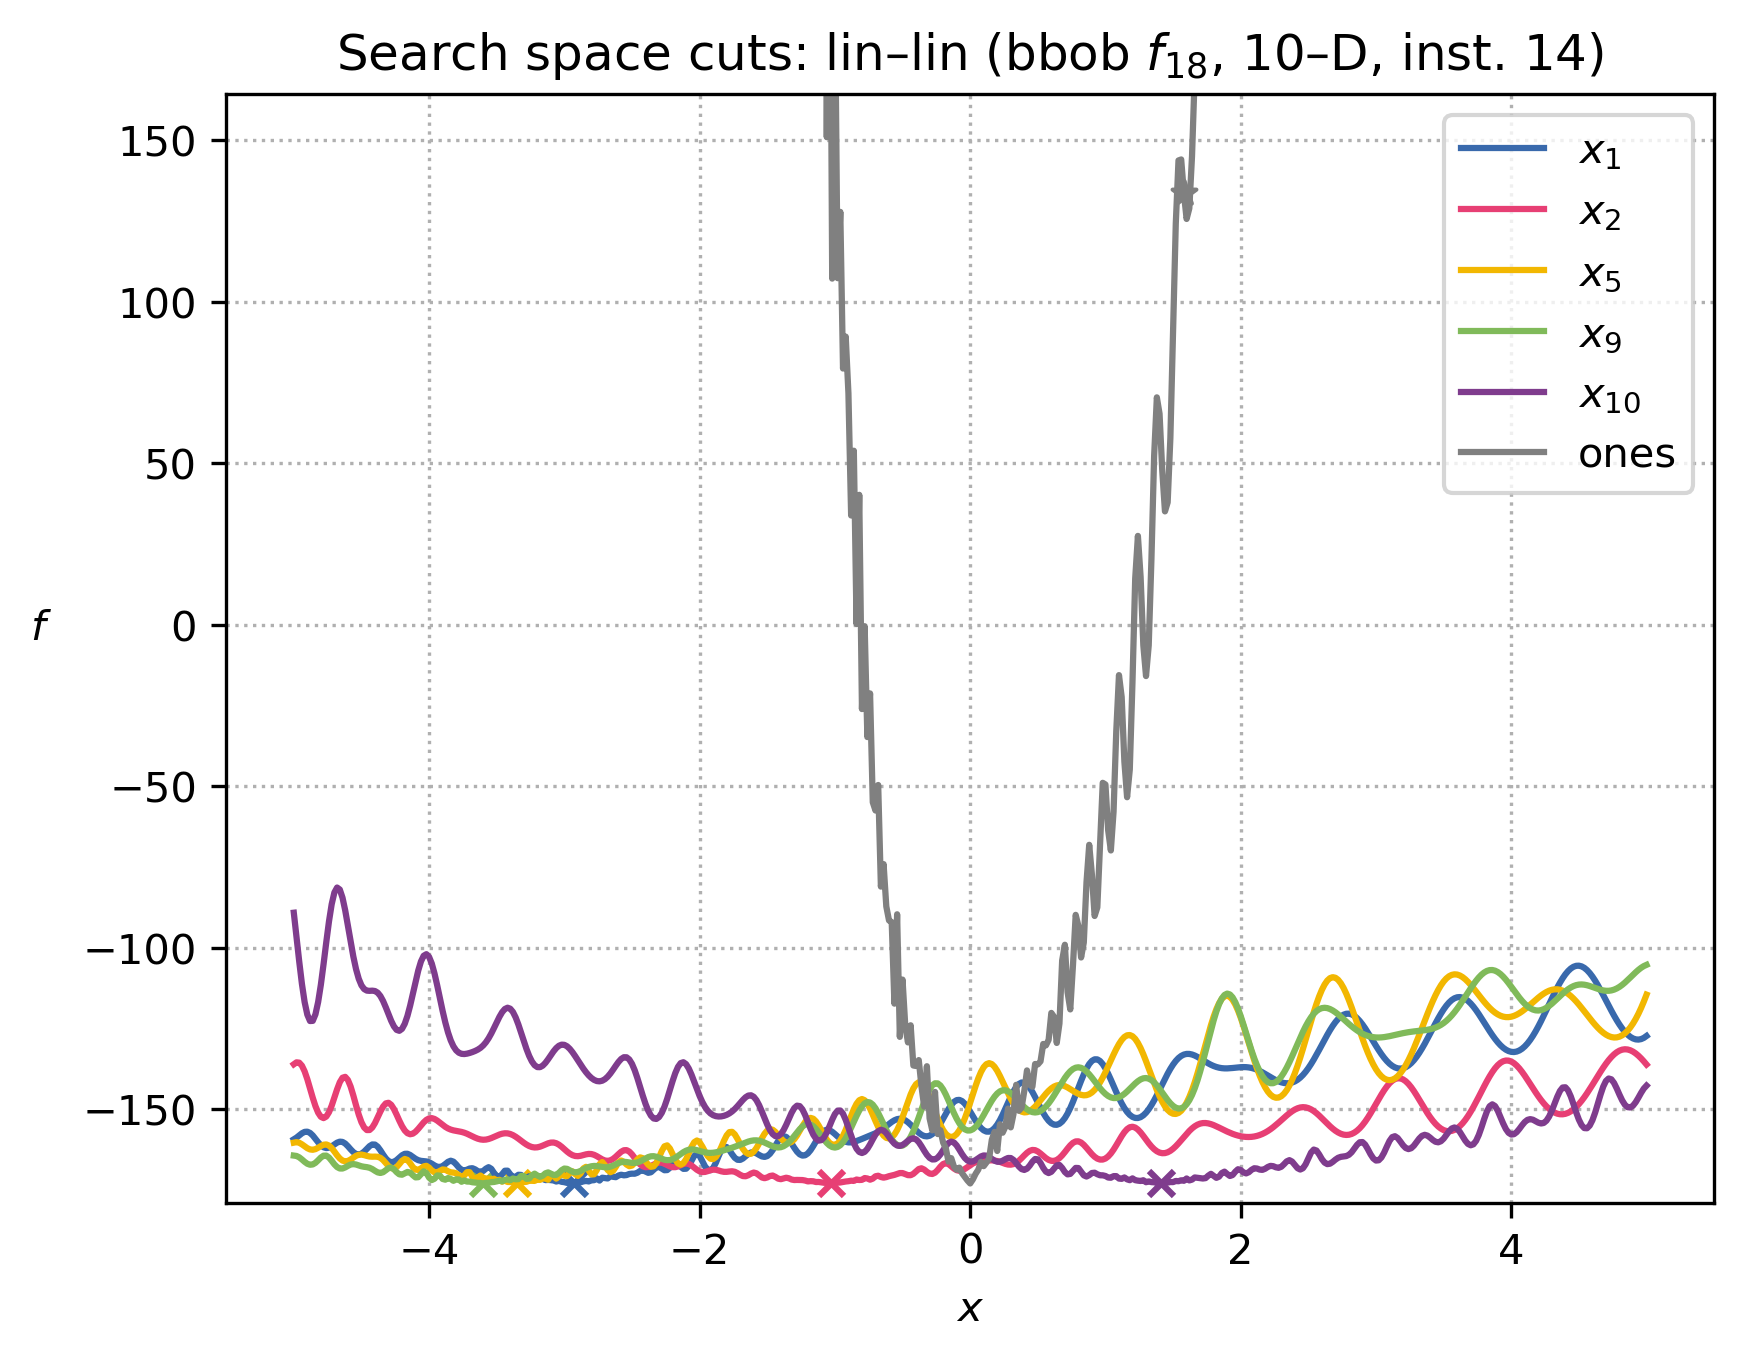 Search space cuts: lin–lin (bbob f₁₈, 10–D, inst. 14)
150
100
50
0
−50
−100
−150
f
−4
−2
0
2
4
x
x₁
x₂
x₅
x₉
x₁₀
ones